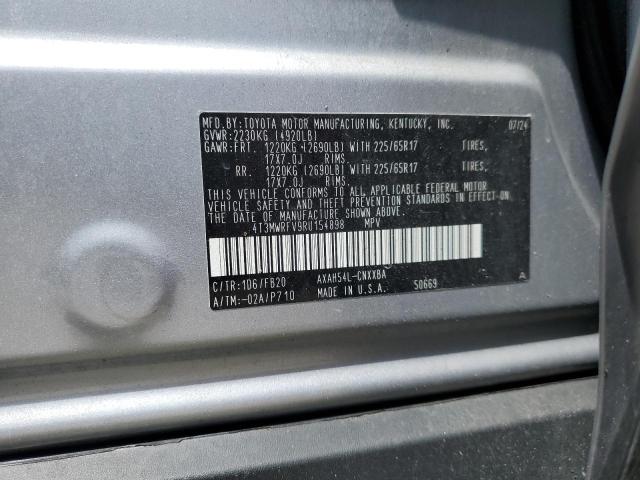 MFD.BY:TOYOTA MOTOR MANUFACTURING, KENTUCKY, INC. 07/24
GVWR:2230KG (4920LB)
GAWR:FRT. 1220KG (2690LB) WITH 225/65R17 TIRES,
17X7.0J RIMS.
RR. 1220KG (2690LB) WITH 225/65R17 TIRES,
17X7.0J RIMS.
THIS VEHICLE CONFORMS TO ALL APPLICABLE FEDERAL MOTOR
VEHICLE SAFETY AND THEFT PREVENTION STANDARDS IN EFFECT ON
THE DATE OF MANUFACTURE SHOWN ABOVE.
4T3MWRFV9RU154898 MPV
C/TR:1D6/FB20 AXAH54L-CNXXBA A
A/TM:-02A/P710 MADE IN U.S.A. 50669